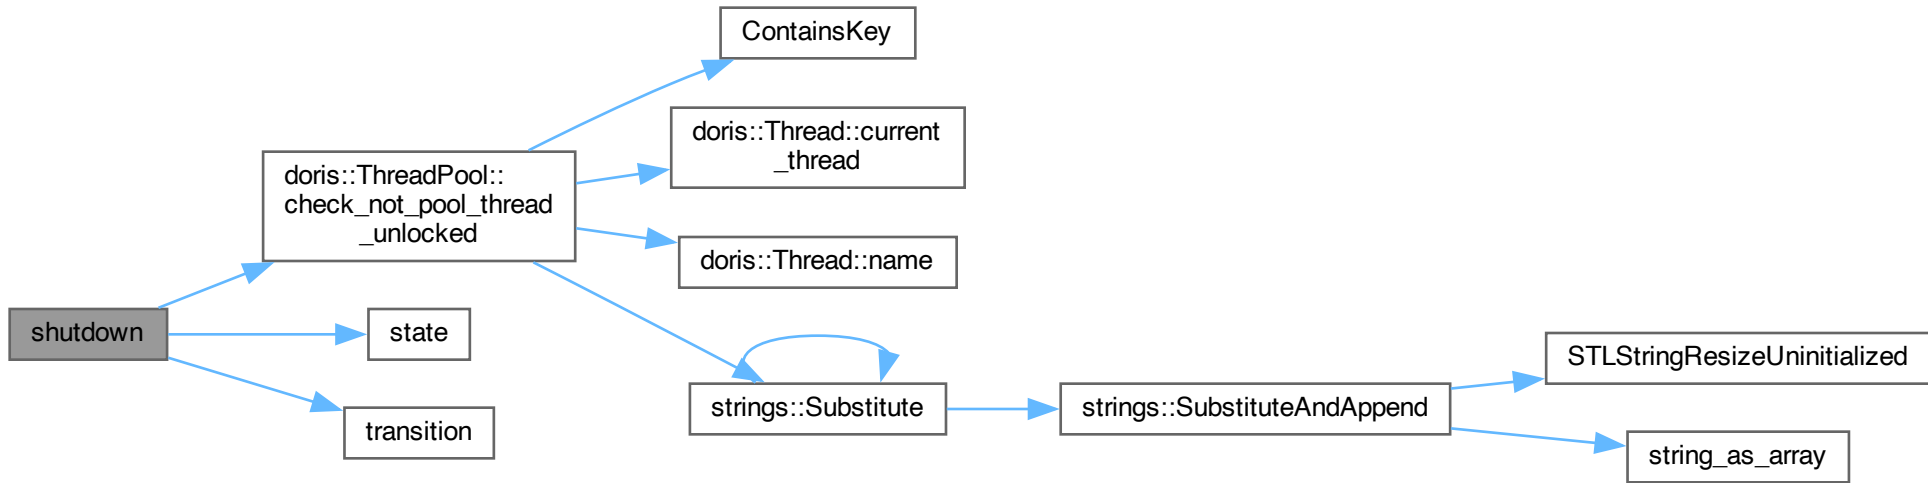 ContainsKey
doris::Thread::current
_thread
doris::ThreadPool::
check_not_pool_thread
_unlocked
doris::Thread::name
shutdown
state
transition
strings::Substitute
strings::SubstituteAndAppend
STLStringResizeUninitialized
string_as_array